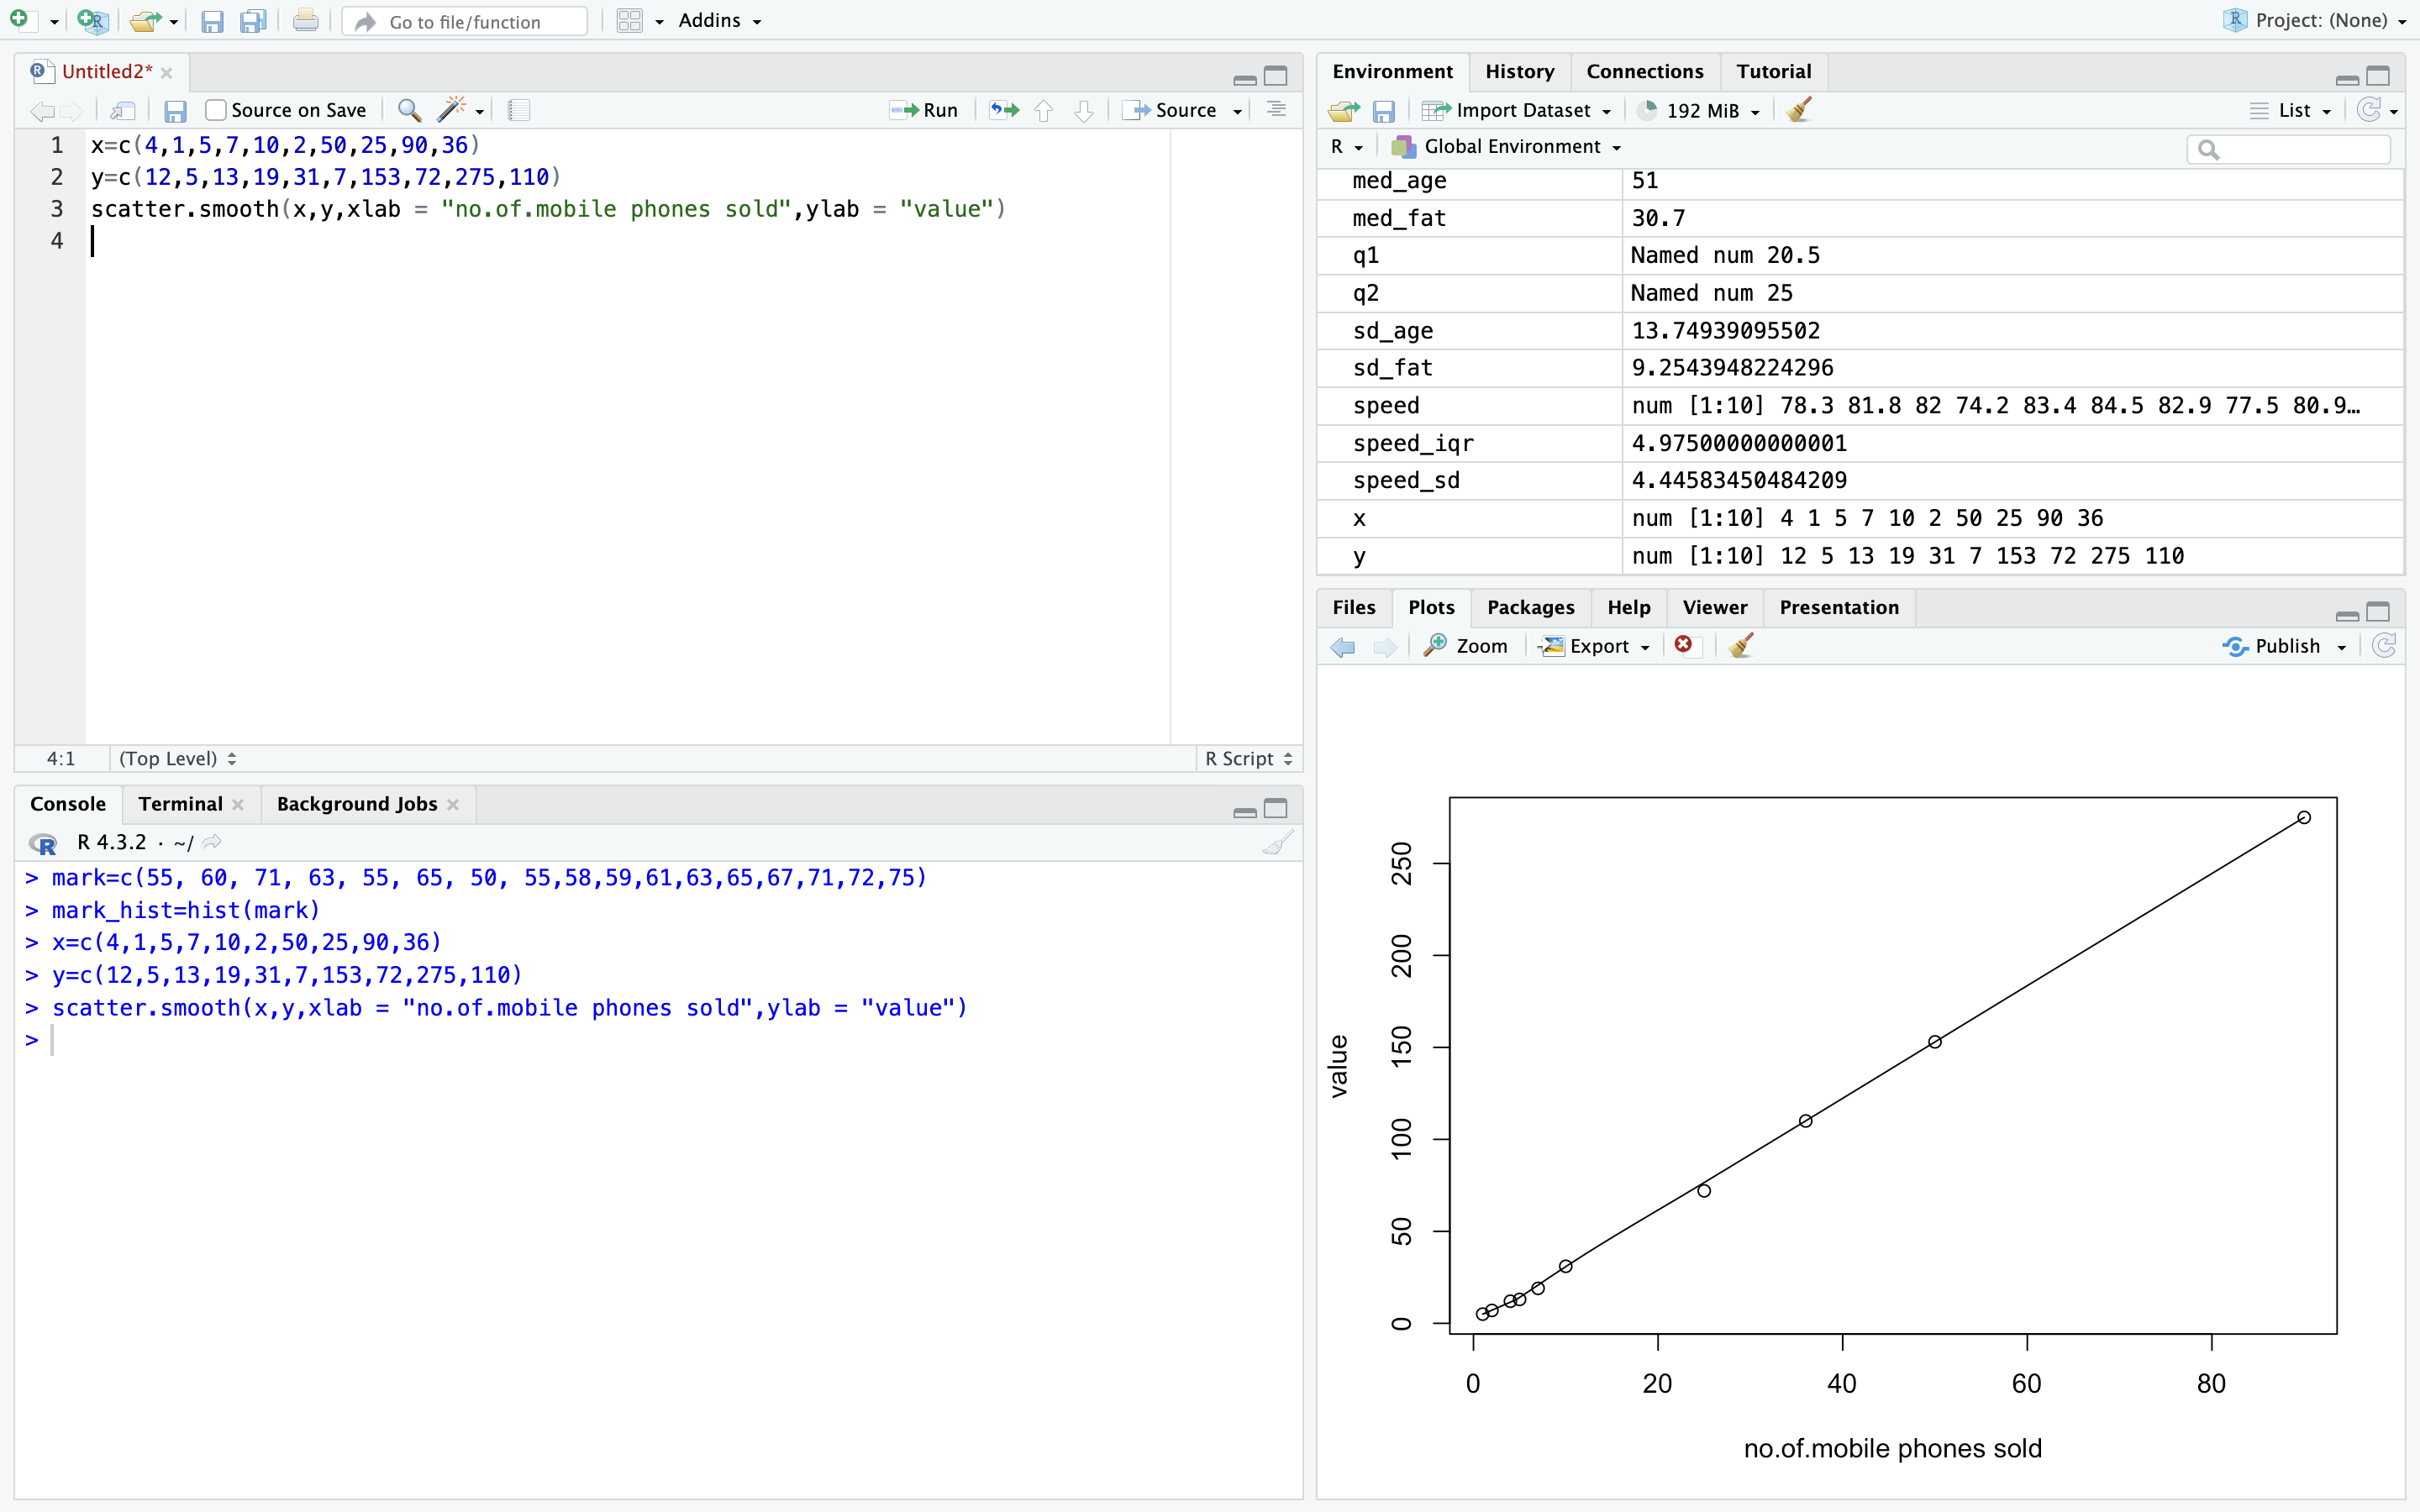 Go to file/function
Addins
Project: (None)
Untitled2*
Source on Save
Run
Source
1 x=c(4,1,5,7,10,2,50,25,90,36)
2 y=c(12,5,13,19,31,7,153,72,275,110)
3 scatter.smooth(x,y,xlab = "no.of.mobile phones sold",ylab = "value")
4
4:1 (Top Level) R Script
Console Terminal Background Jobs
R R 4.3.2 · ~/
> mark=c(55, 60, 71, 63, 55, 65, 50, 55,58,59,61,63,65,67,71,72,75)
> mark_hist=hist(mark)
> x=c(4,1,5,7,10,2,50,25,90,36)
> y=c(12,5,13,19,31,7,153,72,275,110)
> scatter.smooth(x,y,xlab = "no.of.mobile phones sold",ylab = "value")
>
Environment History Connections Tutorial
Import Dataset 192 MiB List
R Global Environment
med_age 51
med_fat 30.7
q1 Named num 20.5
q2 Named num 25
sd_age 13.74939095502
sd_fat 9.2543948224296
speed num [1:10] 78.3 81.8 82 74.2 83.4 84.5 82.9 77.5 80.9…
speed_iqr 4.97500000000001
speed_sd 4.44583450484209
x num [1:10] 4 1 5 7 10 2 50 25 90 36
y num [1:10] 12 5 13 19 31 7 153 72 275 110
Files Plots Packages Help Viewer Presentation
Zoom Export Publish
value
250
200
150
100
50
0
0 20 40 60 80
no.of.mobile phones sold